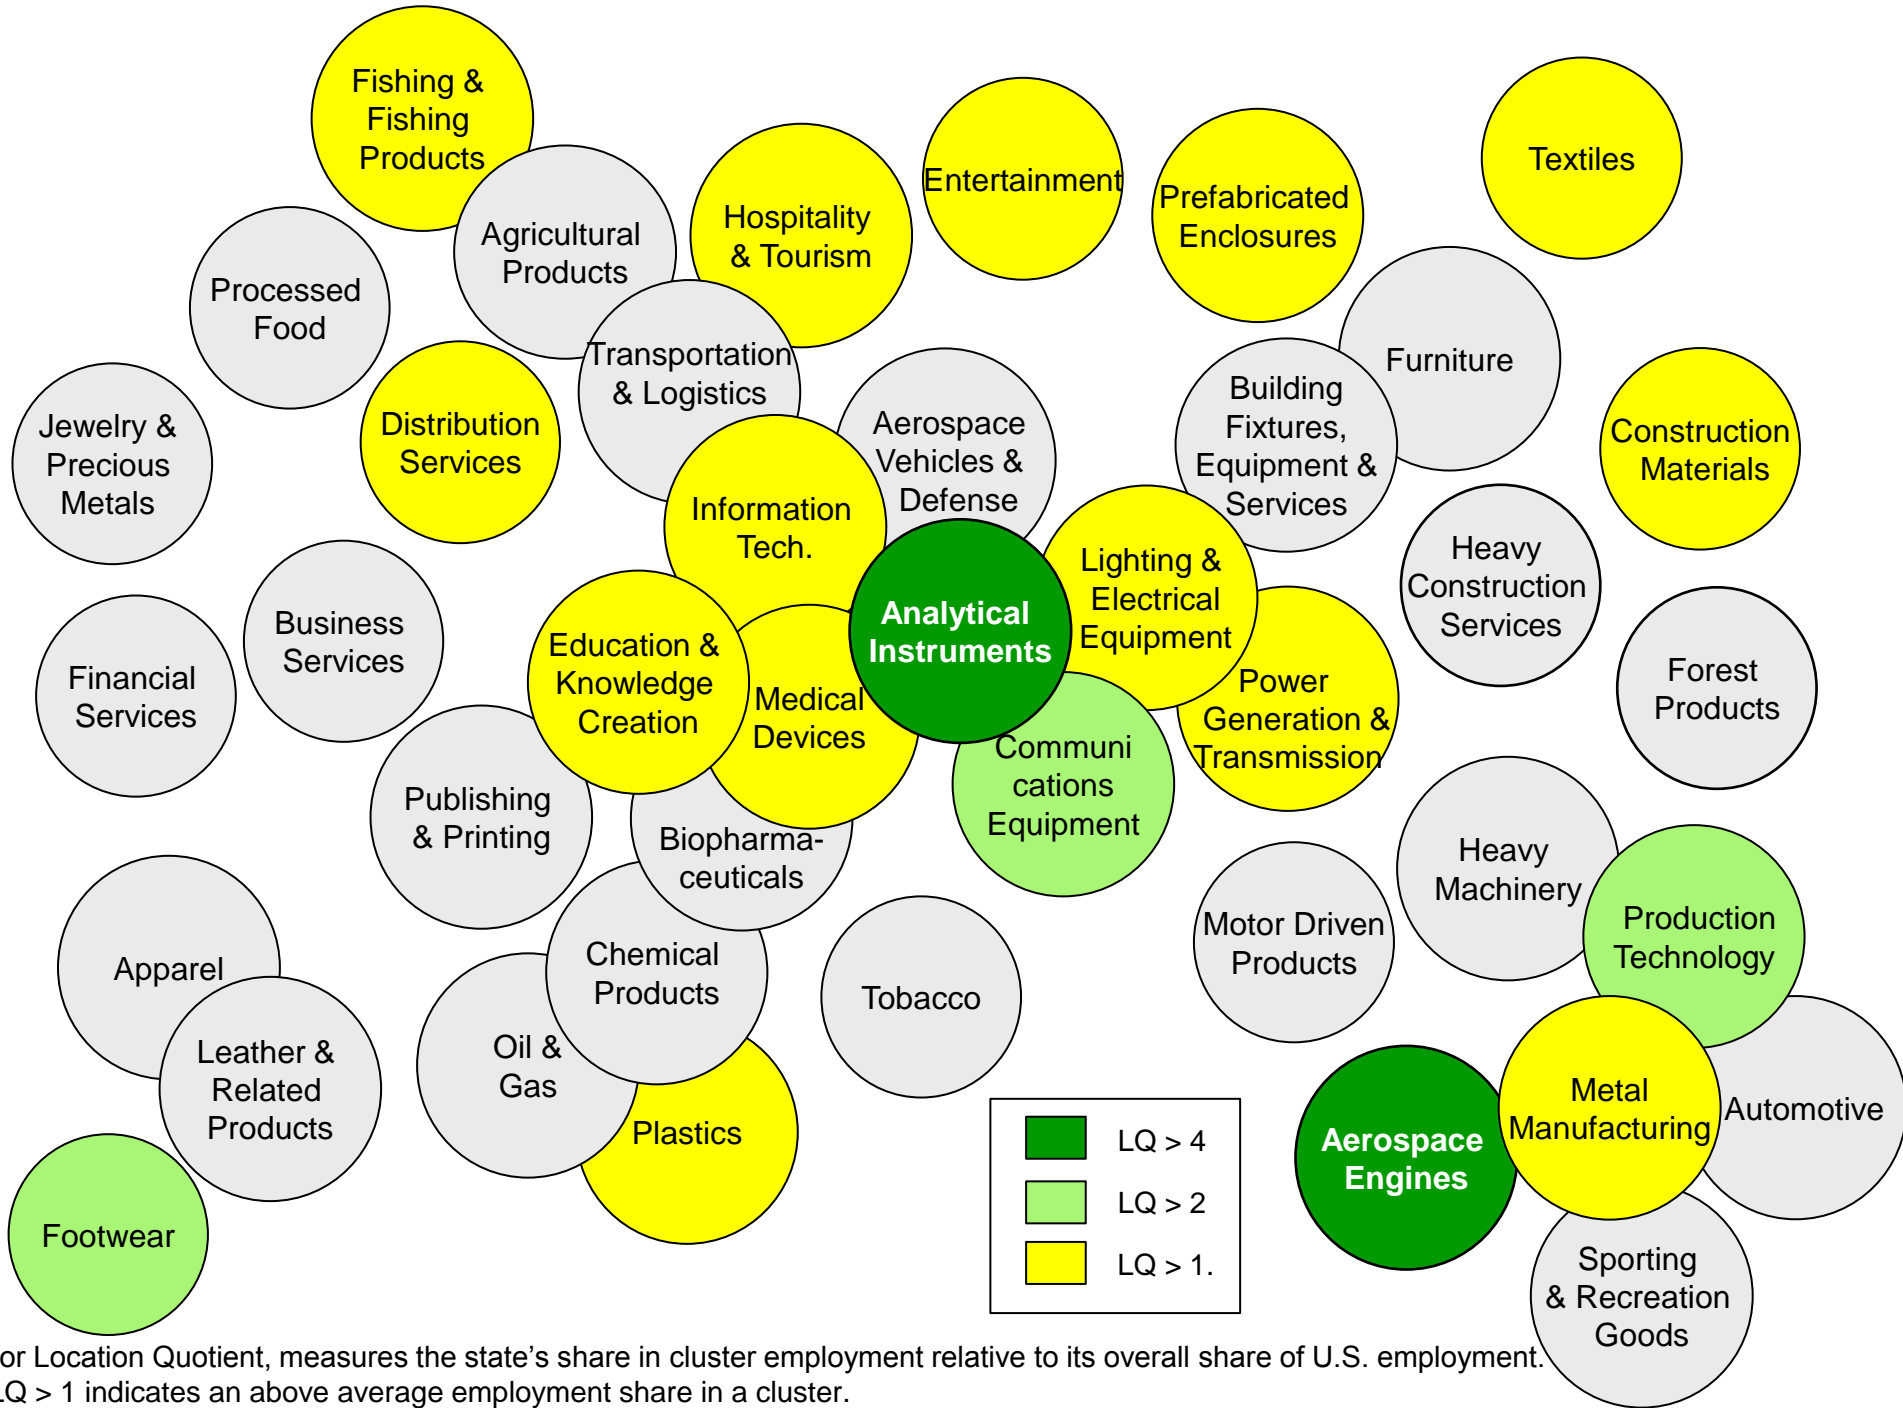 Fishing &
Fishing
Products
Entertainment
Textiles
Prefabricated
Enclosures
Hospitality
& Tourism
Agricultural
Products
Processed
Food
Transportation
& Logistics
Furniture
Building
Fixtures,
Equipment &
Services
Jewelry &
Precious
Metals
Distribution
Services
Aerospace
Vehicles &
Defense
Construction
Materials
Information
Tech.
Lighting &
Electrical
Equipment
Heavy
Construction
Services
Analytical
Instruments
Business
Services
Education &
Knowledge
Creation
Financial
Services
Medical
Devices
Power
Generation &
Transmission
Forest
Products
Communi
cations
Equipment
Publishing
& Printing
Biopharma-
ceuticals
Heavy
Machinery
Production
Technology
Motor Driven
Products
Apparel
Chemical
Products
Tobacco
Leather &
Related
Products
Oil &
Gas
Plastics
Metal
Manufacturing
Automotive
Aerospace
Engines
Footwear
LQ > 4
LQ > 2
LQ > 1.
Sporting
& Recreation
Goods
or Location Quotient, measures the state’s share in cluster employment relative to its overall share of U.S. employment.
LQ > 1 indicates an above average employment share in a cluster.